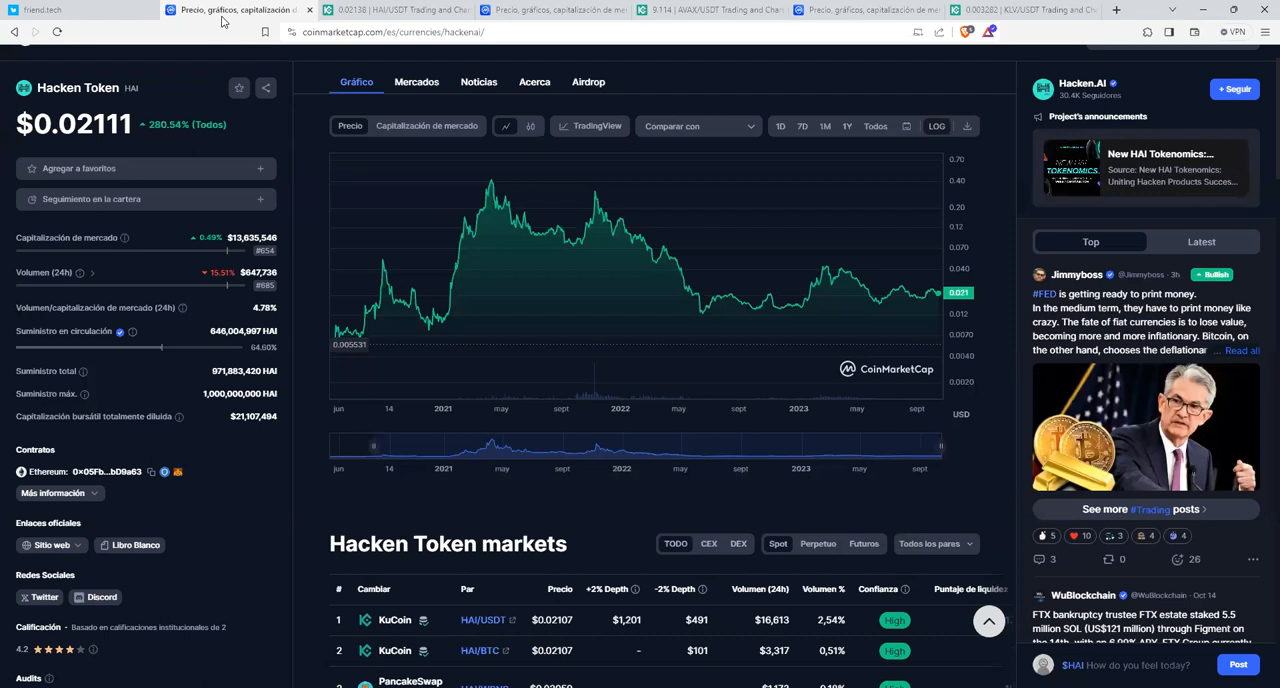 friend.tech
Precio, gráficos, capitalización d
0.02138 | HAI/USDT Trading and Char
Precio, gráficos, capitalización de me
9.114 | AVAX/USDT Trading and Chart
Precio, gráficos, capitalización de me
0.003282 | KLV/USDT Trading and Cha
coinmarketcap.com/es/currencies/hackenai/
VPN
Hacken Token HAI
$0.02111
280.54% (Todos)
Agregar a favoritos
Seguimiento en la cartera
Capitalización de mercado
0.49% $13,635,546
#654
Volumen (24h)
15.51% $647,736
#685
Volumen/capitalización de mercado (24h)
4.78%
Suministro en circulación
646,004,997 HAI
64.60%
Suministro total
971,883,420 HAI
Suministro máx.
1,000,000,000 HAI
Capitalización bursátil totalmente diluida
$21,107,494
Contratos
Ethereum: 0x05Fb...bD9a63
Más información
Enlaces oficiales
Sitio web
Libro Blanco
Redes Sociales
Twitter
Discord
Calificación · Basado en calificaciones institucionales de 2
4.2
Audits
Gráfico
Mercados
Noticias
Acerca
Airdrop
Precio
Capitalización de mercado
TradingView
Comparar con
1D 7D 1M 1Y Todos
LOG
0.70
0.40
0.20
0.12
0.070
0.040
0.021
0.012
0.0070
0.0040
0.0020
0.005531
CoinMarketCap
jun 14 2021 may sept 2022 may sept 2023 may sept
USD
jun 14 2021 may sept 2022 may sept 2023 may sept
Hacken Token markets
TODO CEX DEX
Spot Perpetuo Futuros
Todos los pares
# Cambiar Par Precio +2% Depth -2% Depth Volumen (24h) Volumen % Confianza Puntaje de liquidez
1 KuCoin HAI/USDT $0.02107 $1,201 $491 $16,613 2,54% High
2 KuCoin HAI/BTC $0.02107 - $101 $3,317 0,51% High
PancakeSwap
Hacken.AI
30.4K Seguidores
+ Seguir
Project's announcements
New HAI Tokenomics:...
Source: New HAI Tokenomics:
Uniting Hacken Products Succes...
TOKENOMICS
Top
Latest
Jimmyboss @Jimmyboss · 3h
Bullish
#FED is getting ready to print money.
In the medium term, they have to print money like
crazy. The fate of fiat currencies is to lose value,
becoming more and more inflationary. Bitcoin, on
the other hand, chooses the deflationar ... Read all
See more #Trading posts
5 10 3 4 4
3 0 26
WuBlockchain @WuBlockchain · Oct 14
FTX bankruptcy trustee FTX estate staked 5.5
million SOL (US$121 million) through Figment on
$HAI How do you feel today?
Post